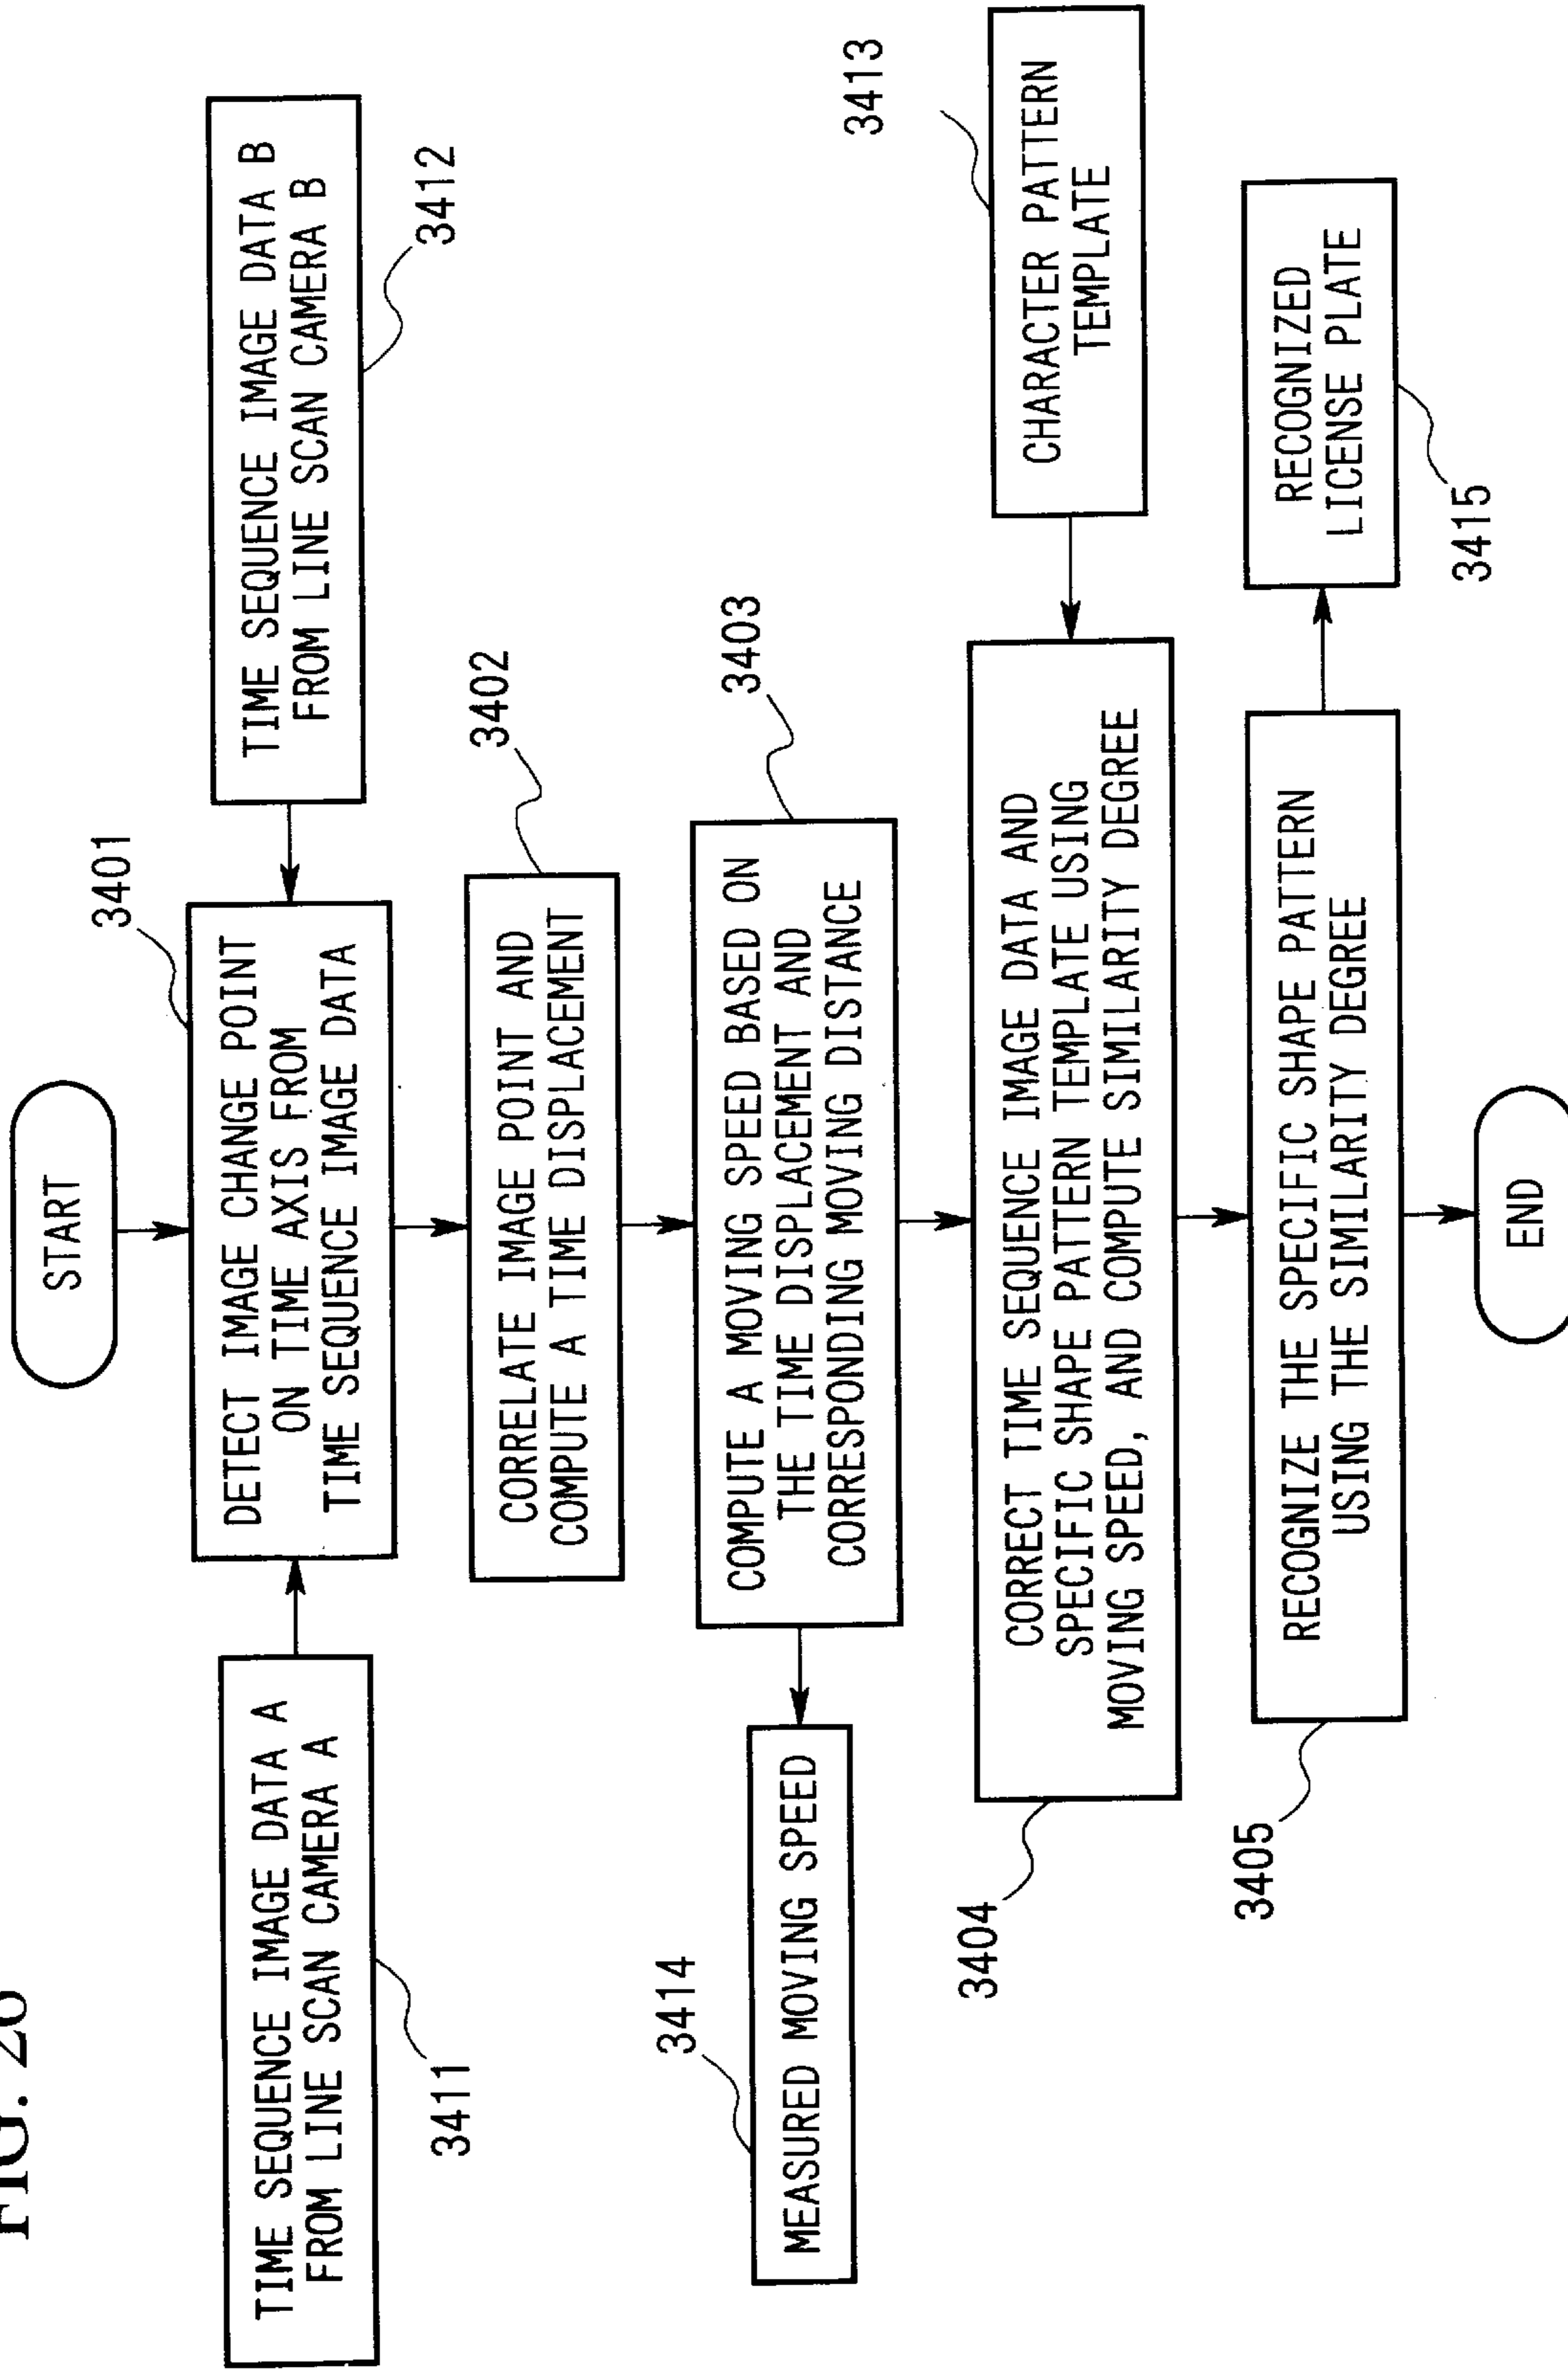 FIG.
START
3401
TIME SEQUENCE IMAGE DATA A
FROM LINE SCAN CAMERA A
3411
DETECT IMAGE CHANGE POINT
ON TIME AXIS FROM
TIME SEQUENCE IMAGE DATA
TIME SEQUENCE IMAGE DATA B
FROM LINE SCAN CAMERA B
3412
3402
CORRELATE IMAGE POINT AND
COMPUTE A TIME DISPLACEMENT
3403
COMPUTE A MOVING SPEED BASED ON
THE TIME DISPLACEMENT AND
CORRESPONDING MOVING DISTANCE
3414
MEASURED MOVING SPEED
3413
3404
CORRECT TIME SEQUENCE IMAGE DATA AND
SPECIFIC SHAPE PATTERN TEMPLATE USING
MOVING SPEED, AND COMPUTE SIMILARITY DEGREE
CHARACTER PATTERN
TEMPLATE
3405
RECOGNIZE THE SPECIFIC SHAPE PATTERN
USING THE SIMILARITY DEGREE
RECOGNIZED
LICENSE PLATE
3415
END